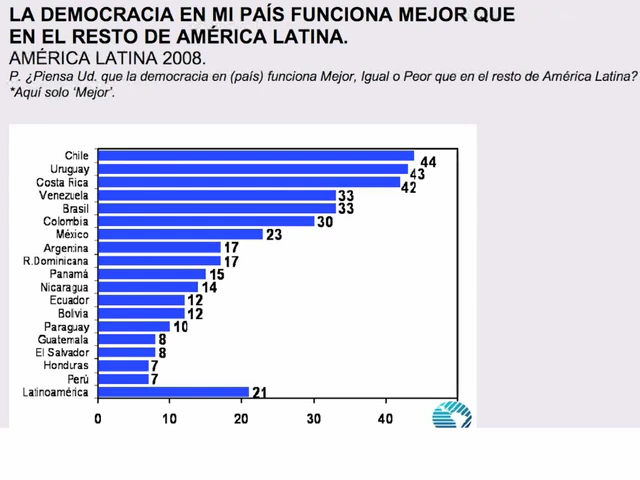 LA DEMOCRACIA EN MI PAÍS FUNCIONA MEJOR QUE
EN EL RESTO DE AMÉRICA LATINA.
AMÉRICA LATINA 2008.
P. ¿Piensa Ud. que la democracia en (país) funciona Mejor, Igual o Peor que en el resto de América Latina?
*Aquí solo ‘Mejor’.
Chile 44
Uruguay 43
Costa Rica 42
Venezuela 33
Brasil 33
Colombia 30
México 23
Argentina 17
R.Dominicana 17
Panamá 15
Nicaragua 14
Ecuador 12
Bolivia 12
Paraguay 10
Guatemala 8
El Salvador 8
Honduras 7
Perú 7
Latinoamérica 21
0 10 20 30 40